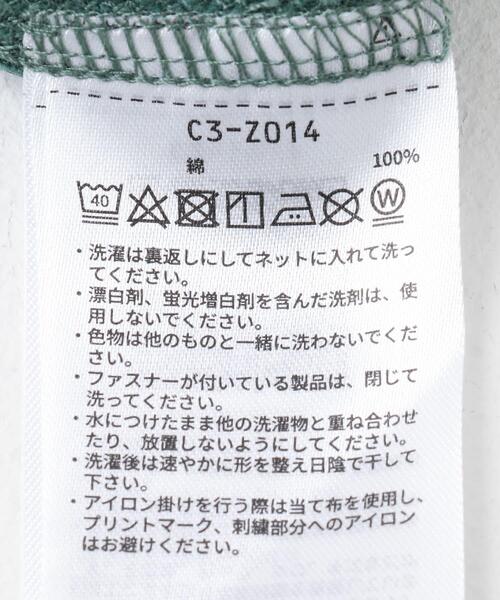 C3-Z014
綿 100%
40 W
・洗濯は裏返しにしてネットに入れて洗っ
てください。
・漂白剤、蛍光増白剤を含んだ洗剤は、使
用しないでください。
・色物は他のものと一緒に洗わないでくだ
さい。
・ファスナーが付いている製品は、閉じて
洗ってください。
・水につけたまま他の洗濯物と重ね合わせ
たり、放置しないようにしてください。
・洗濯後は速やかに形を整え日陰で干して
下さい。
・アイロン掛けを行う際は当て布を使用し、
プリントマーク、刺繍部分へのアイロン
はお避けください。